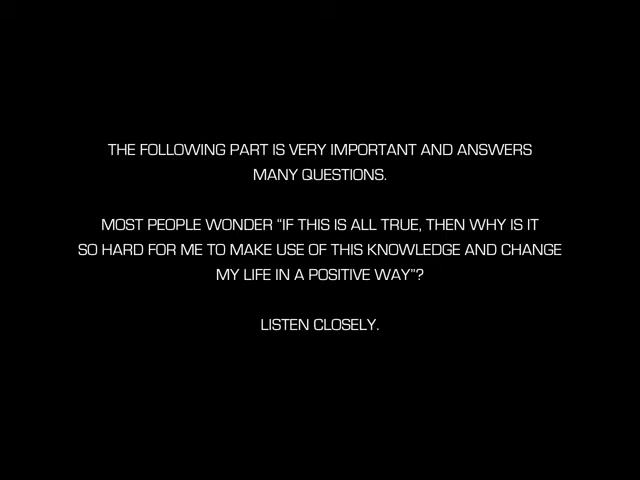 THE FOLLOWING PART IS VERY IMPORTANT AND ANSWERS
MANY QUESTIONS.
MOST PEOPLE WONDER “IF THIS IS ALL TRUE, THEN WHY IS IT
SO HARD FOR ME TO MAKE USE OF THIS KNOWLEDGE AND CHANGE
MY LIFE IN A POSITIVE WAY”?
LISTEN CLOSELY.